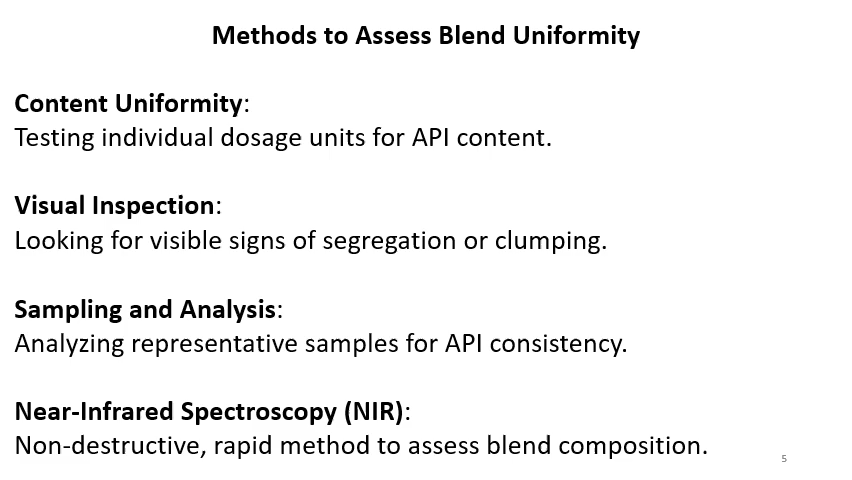 Methods to Assess Blend Uniformity
Content Uniformity:
Testing individual dosage units for API content.
Visual Inspection:
Looking for visible signs of segregation or clumping.
Sampling and Analysis:
Analyzing representative samples for API consistency.
Near-Infrared Spectroscopy (NIR):
Non-destructive, rapid method to assess blend composition.
5